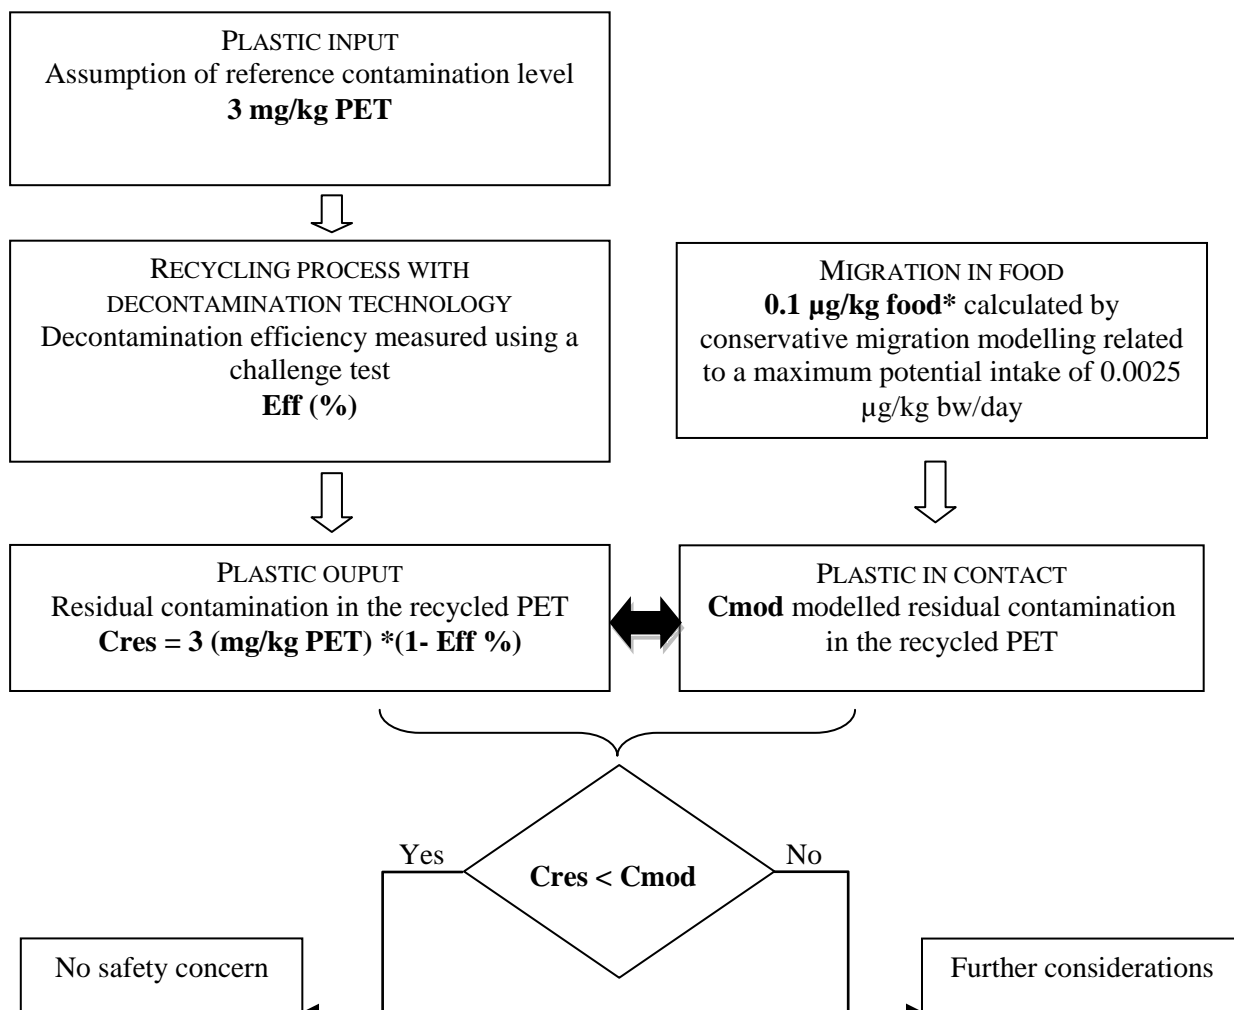 PLASTIC INPUT
Assumption of reference contamination level
3 mg/kg PET
RECYCLING PROCESS WITH
DECONTAMINATION TECHNOLOGY
Decontamination efficiency measured using a
challenge test
Eff (%)
MIGRATION IN FOOD
0.1 µg/kg food* calculated by
conservative migration modelling related
to a maximum potential intake of 0.0025
µg/kg bw/day
PLASTIC OUPUT
Residual contamination in the recycled PET
Cres = 3 (mg/kg PET) *(1- Eff %)
PLASTIC IN CONTACT
Cmod modelled residual contamination
in the recycled PET
Yes
No
Cres < Cmod
No safety concern
Further considerations